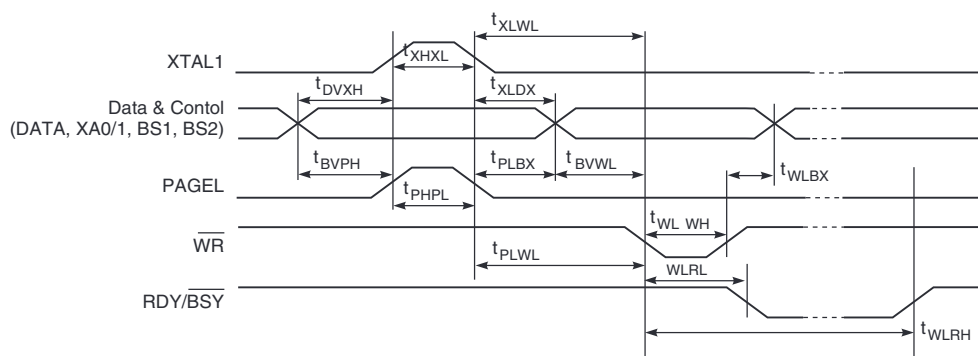 tXLWL
XTAL1
tXHXL
tDVXH
tXLDX
Data & Contol
(DATA, XA0/1, BS1, BS2)
tBVPH
tPLBX
tBVWL
tWLBX
PAGEL
tPHPL
tWL WH
WR
tPLWL
WLRL
RDY/BSY
tWLRH